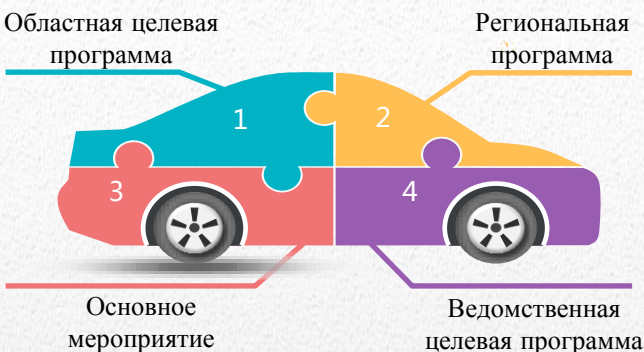 Областная целевая
программа
Региональная
программа
1
2
3
4
Основное
мероприятие
Ведомственная
целевая программа